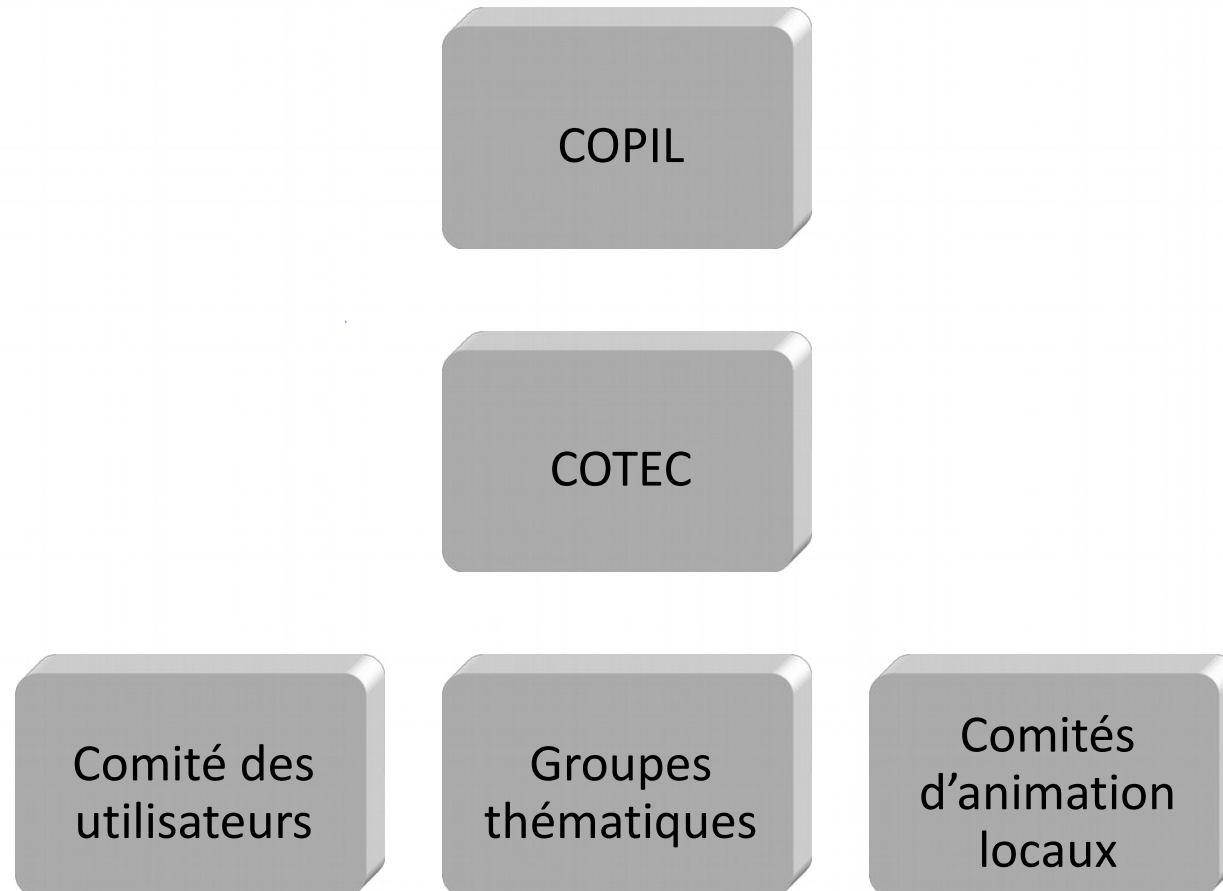 COPIL
COTEC
Comité des
utilisateurs
Groupes
thématiques
Comités
d’animation
locaux